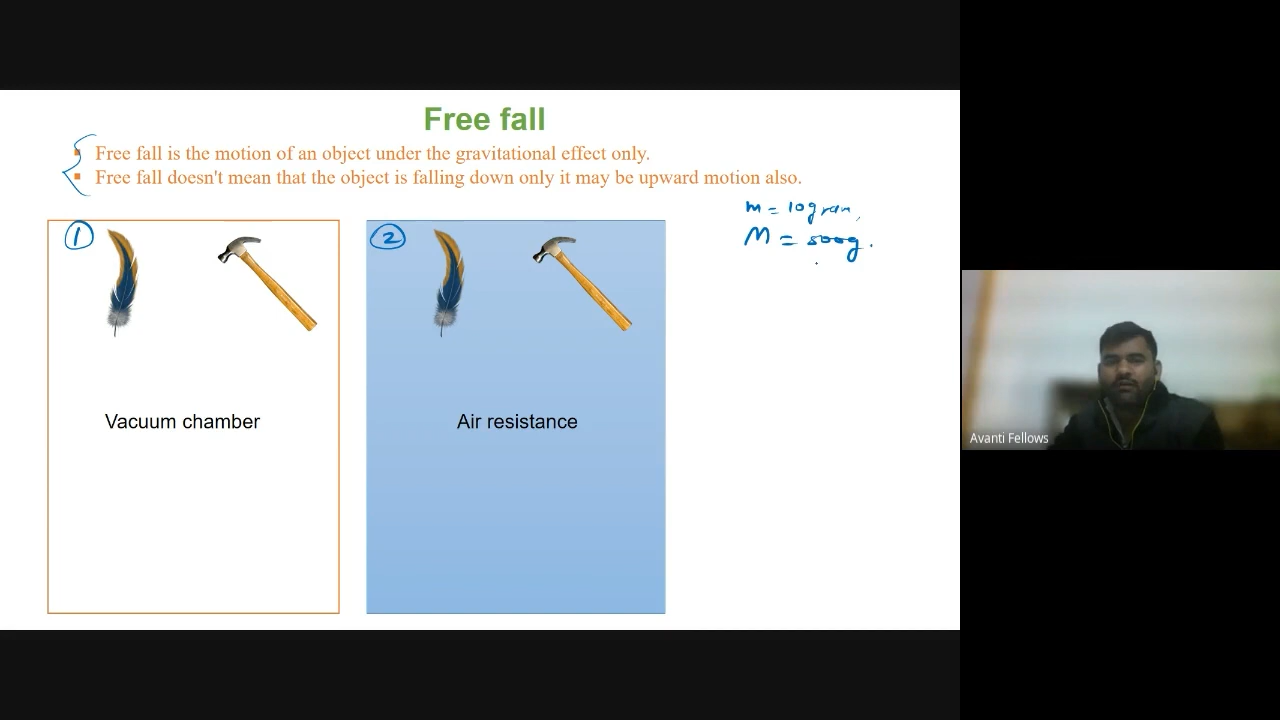 Free fall
▪ Free fall is the motion of an object under the gravitational effect only.
▪ Free fall doesn't mean that the object is falling down only it may be upward motion also.
m = 10gram,
M = 500g.
1
2
Vacuum chamber
Air resistance
Avanti Fellows